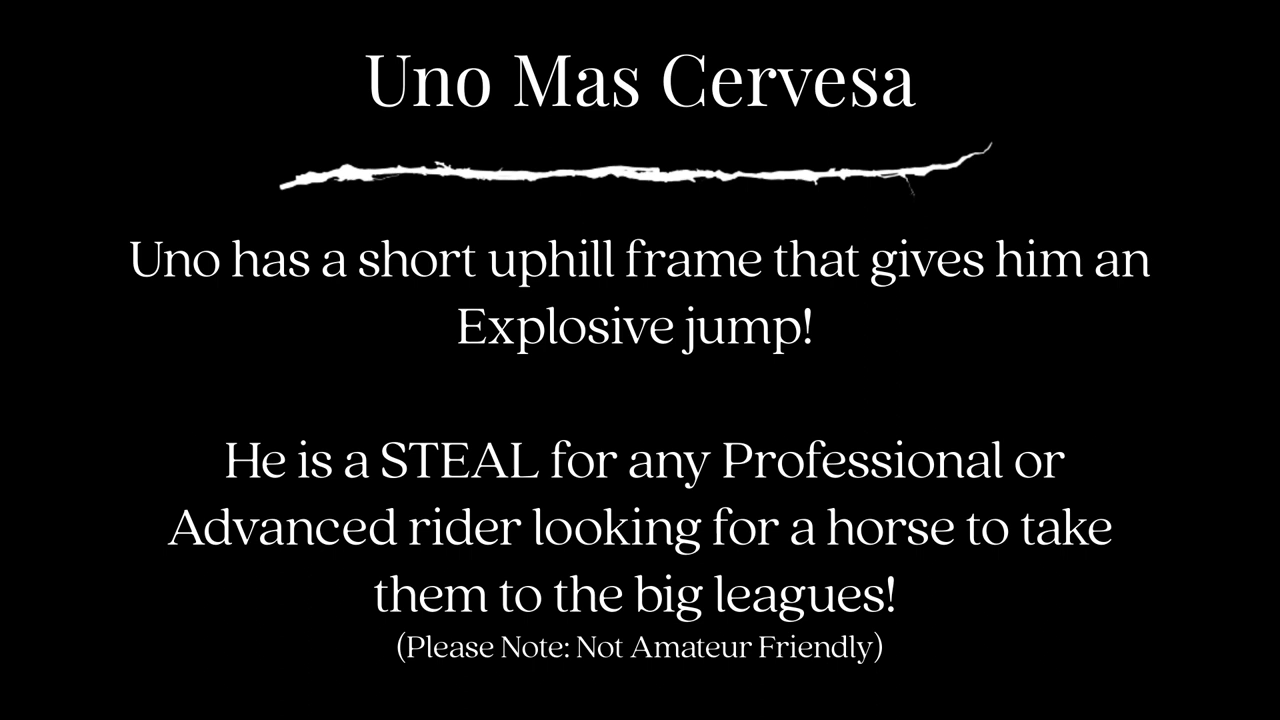 Uno Mas Cervesa
Uno has a short uphill frame that gives him an
Explosive jump!
He is a STEAL for any Professional or
Advanced rider looking for a horse to take
them to the big leagues!
(Please Note: Not Amateur Friendly)